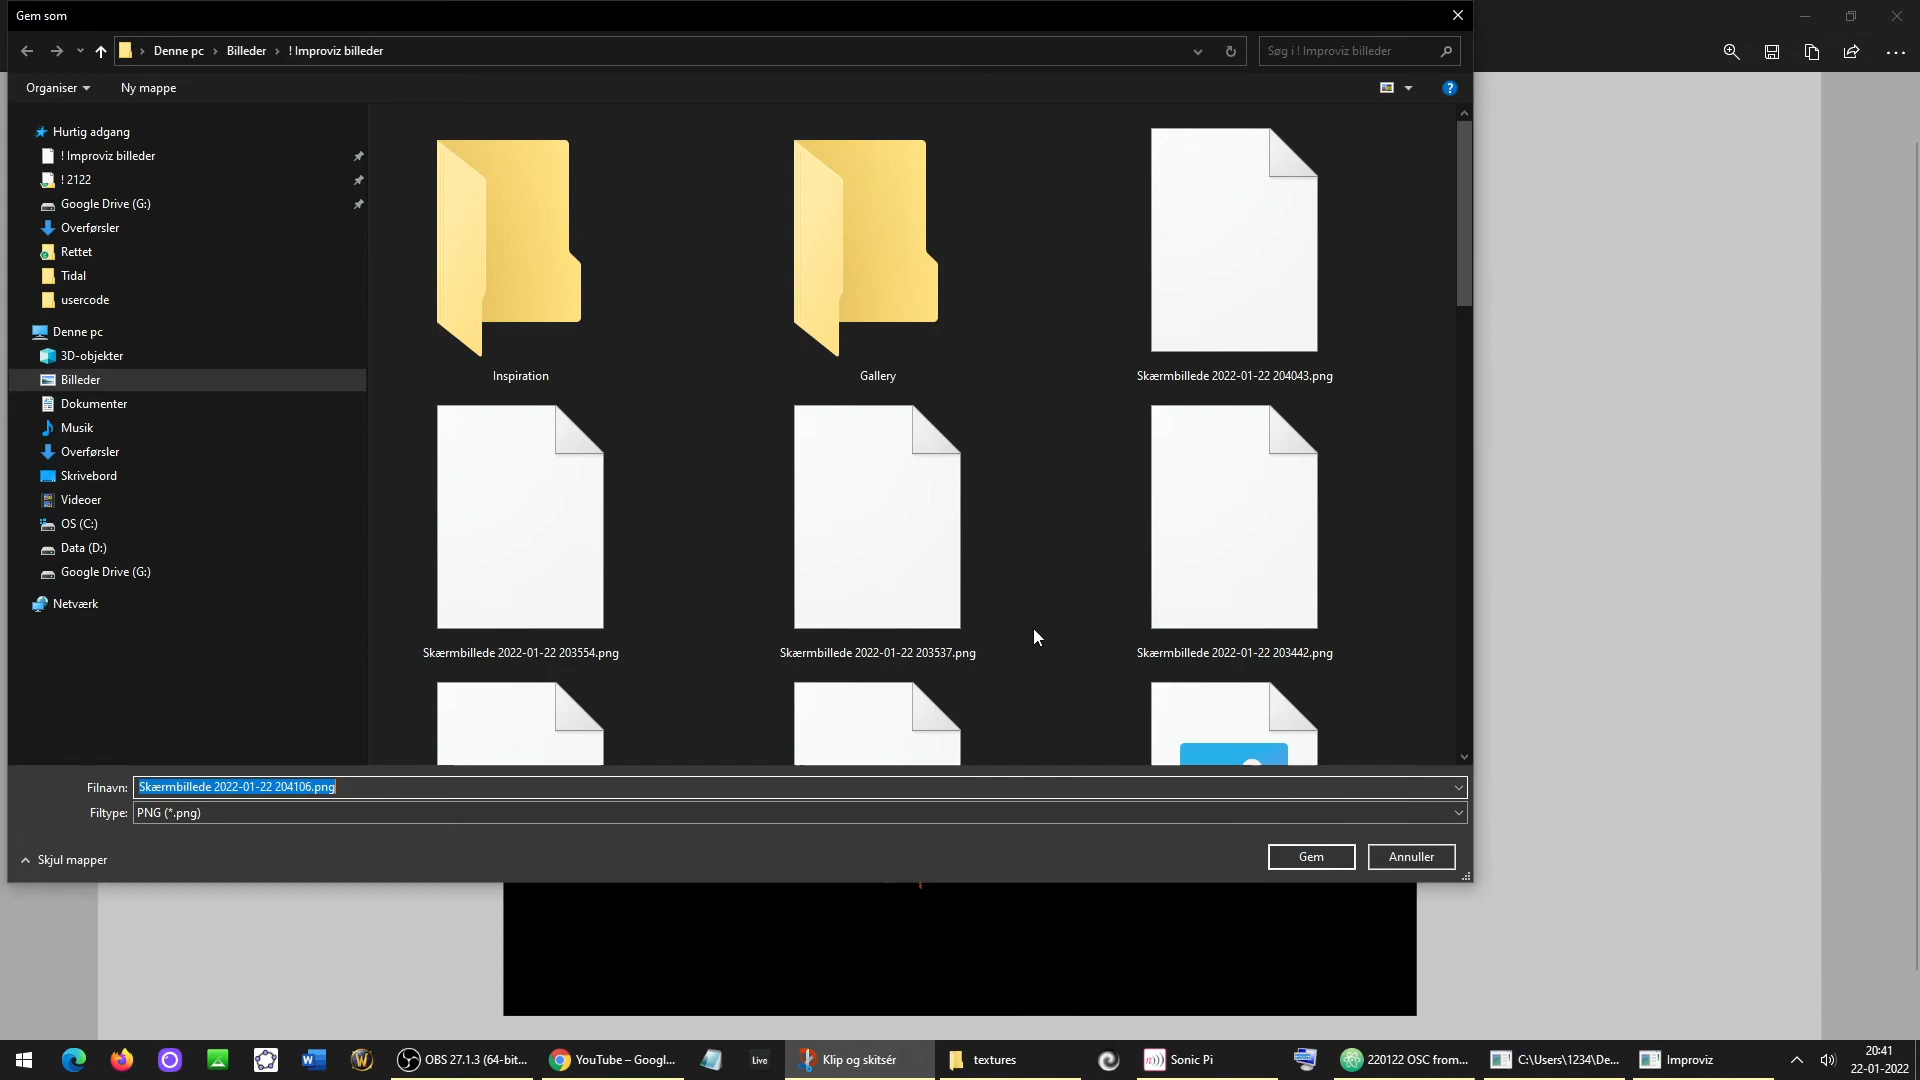 Gem som
Denne pc
Billeder
! Improviz billeder
Søg i ! Improviz billeder
Organiser
Ny mappe
Hurtig adgang
! Improviz billeder
! 2122
Google Drive (G:)
Overførsler
Rettet
Tidal
usercode
Denne pc
3D-objekter
Billeder
Dokumenter
Musik
Overførsler
Skrivebord
Videoer
OS (C:)
Data (D:)
Google Drive (G:)
Netværk
Inspiration
Gallery
Skærmbillede 2022-01-22 204043.png
Skærmbillede 2022-01-22 203554.png
Skærmbillede 2022-01-22 203537.png
Skærmbillede 2022-01-22 203442.png
Filnavn: Skærmbillede 2022-01-22 204106.png
Filtype: PNG (*.png)
Skjul mapper
Gem
Annuller
OBS 27.1.3 (64-bit...
YouTube – Googl...
Live
Klip og skitsér
textures
Sonic Pi
220122 OSC from...
C:\Users\1234\De...
Improviz
20:41
22-01-2022